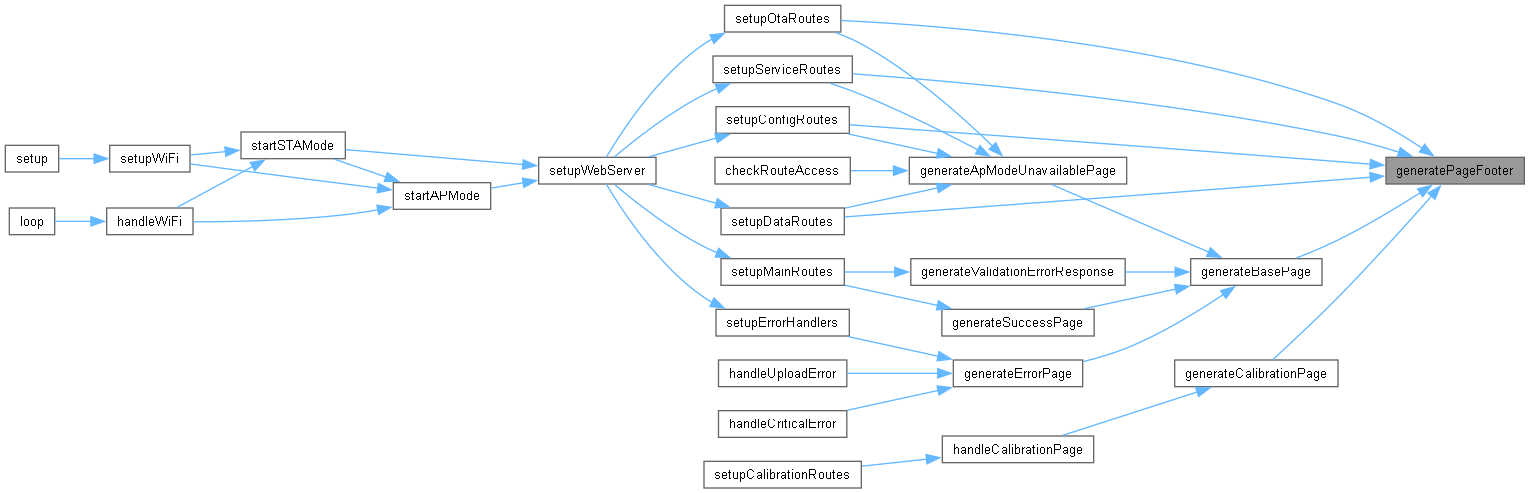 setupOtaRoutes
setupServiceRoutes
setupConfigRoutes
startSTAMode
setup
setupWiFi
setupWebServer
checkRouteAccess
generateApModeUnavailablePage
generatePageFooter
startAPMode
loop
handleWiFi
setupDataRoutes
setupMainRoutes
generateValidationErrorResponse
generateBasePage
setupErrorHandlers
generateSuccessPage
handleUploadError
generateErrorPage
generateCalibrationPage
handleCriticalError
handleCalibrationPage
setupCalibrationRoutes